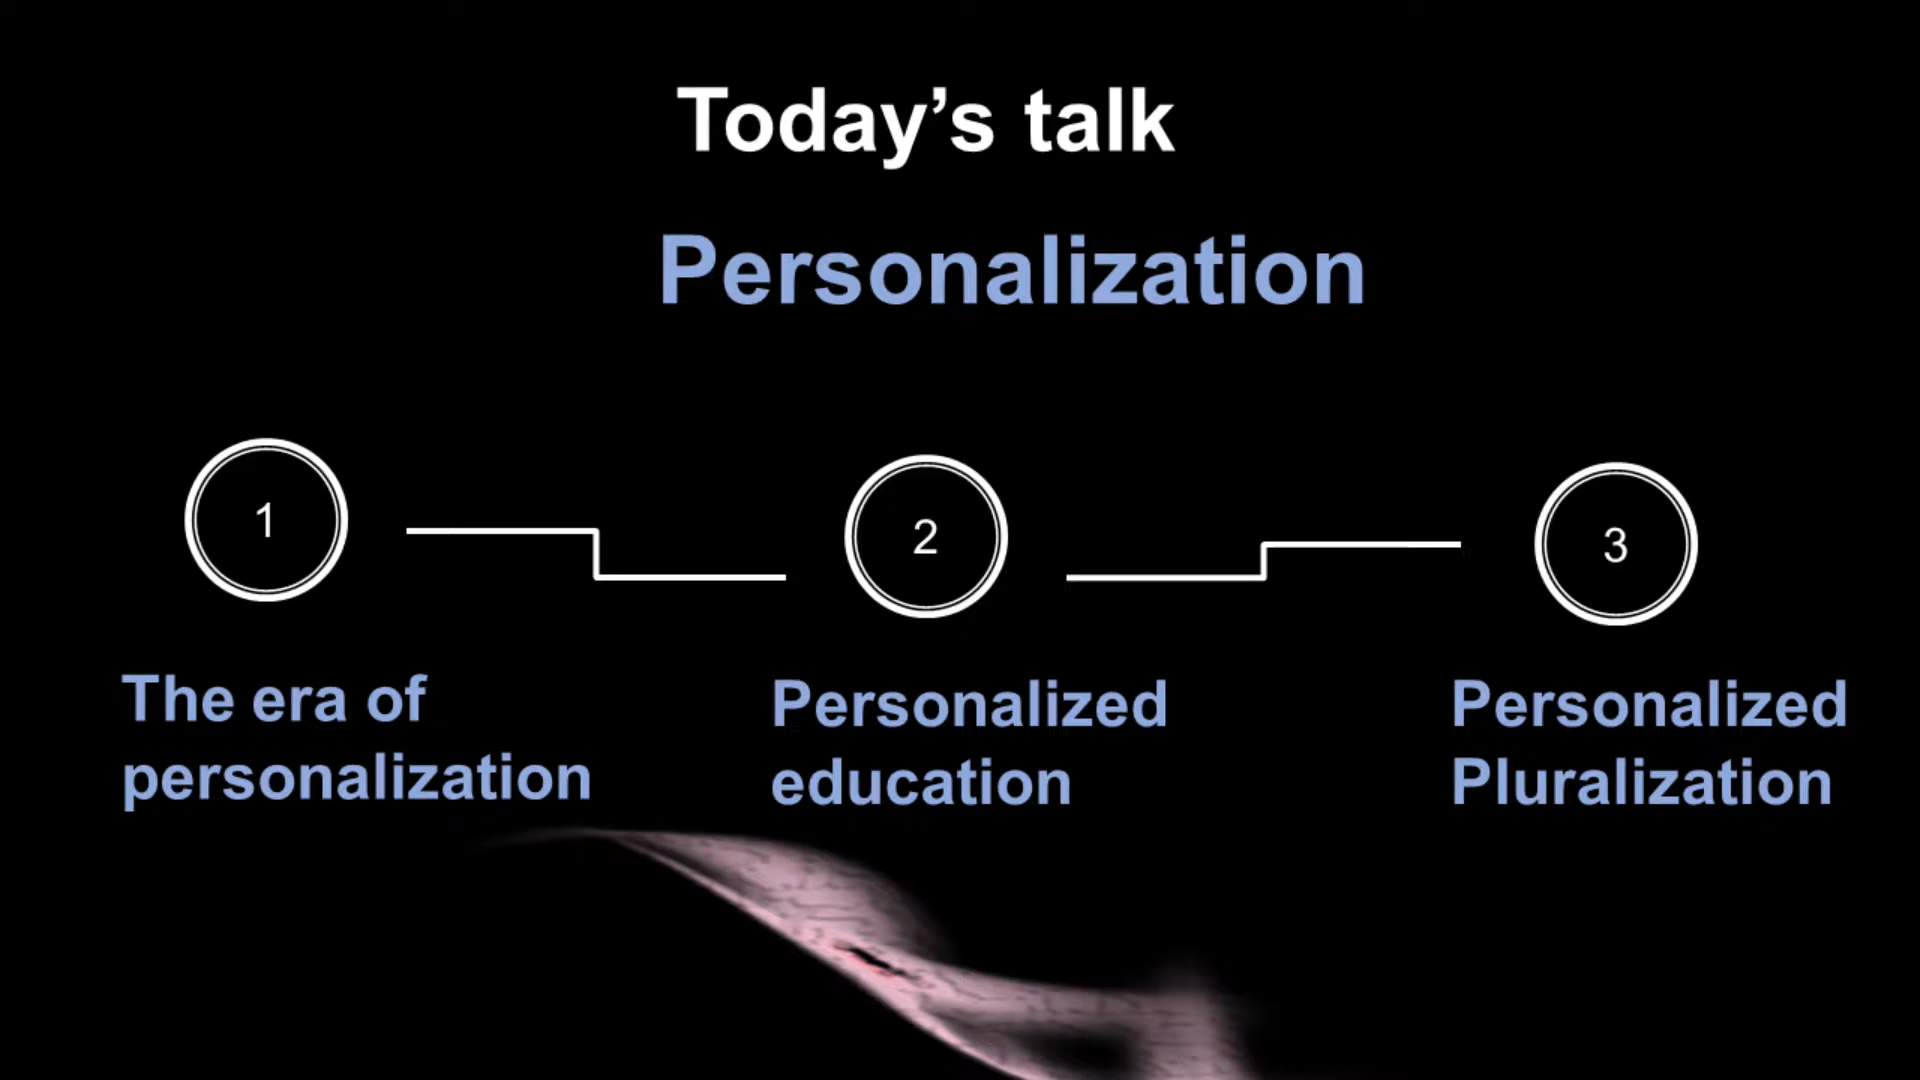 Today’s talk
Personalization
1
2
3
The era of
personalization
Personalized
education
Personalized
Pluralization